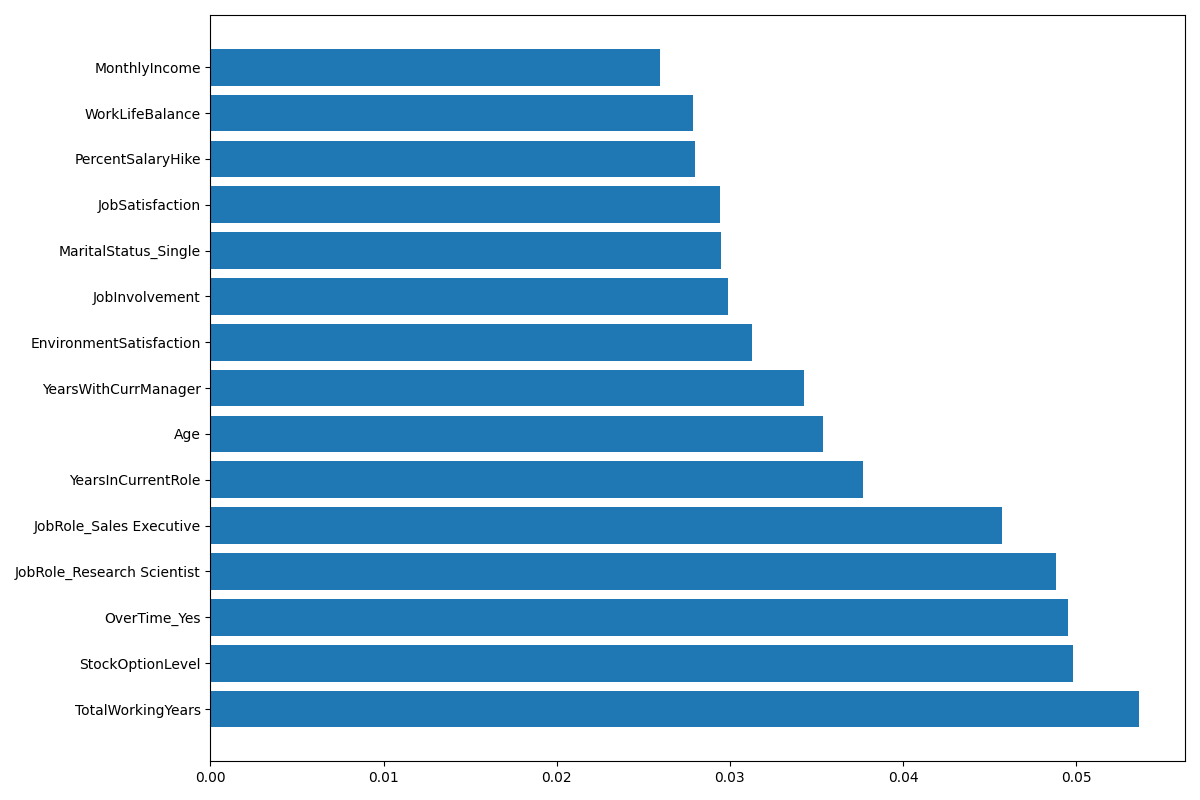 MonthlyIncome
WorkLifeBalance
PercentSalaryHike
JobSatisfaction
MaritalStatus_Single
JobInvolvement
EnvironmentSatisfaction
YearsWithCurrManager
Age
YearsInCurrentRole
JobRole_Sales Executive
JobRole_Research Scientist
OverTime_Yes
StockOptionLevel
TotalWorkingYears
0.00 0.01 0.02 0.03 0.04 0.05